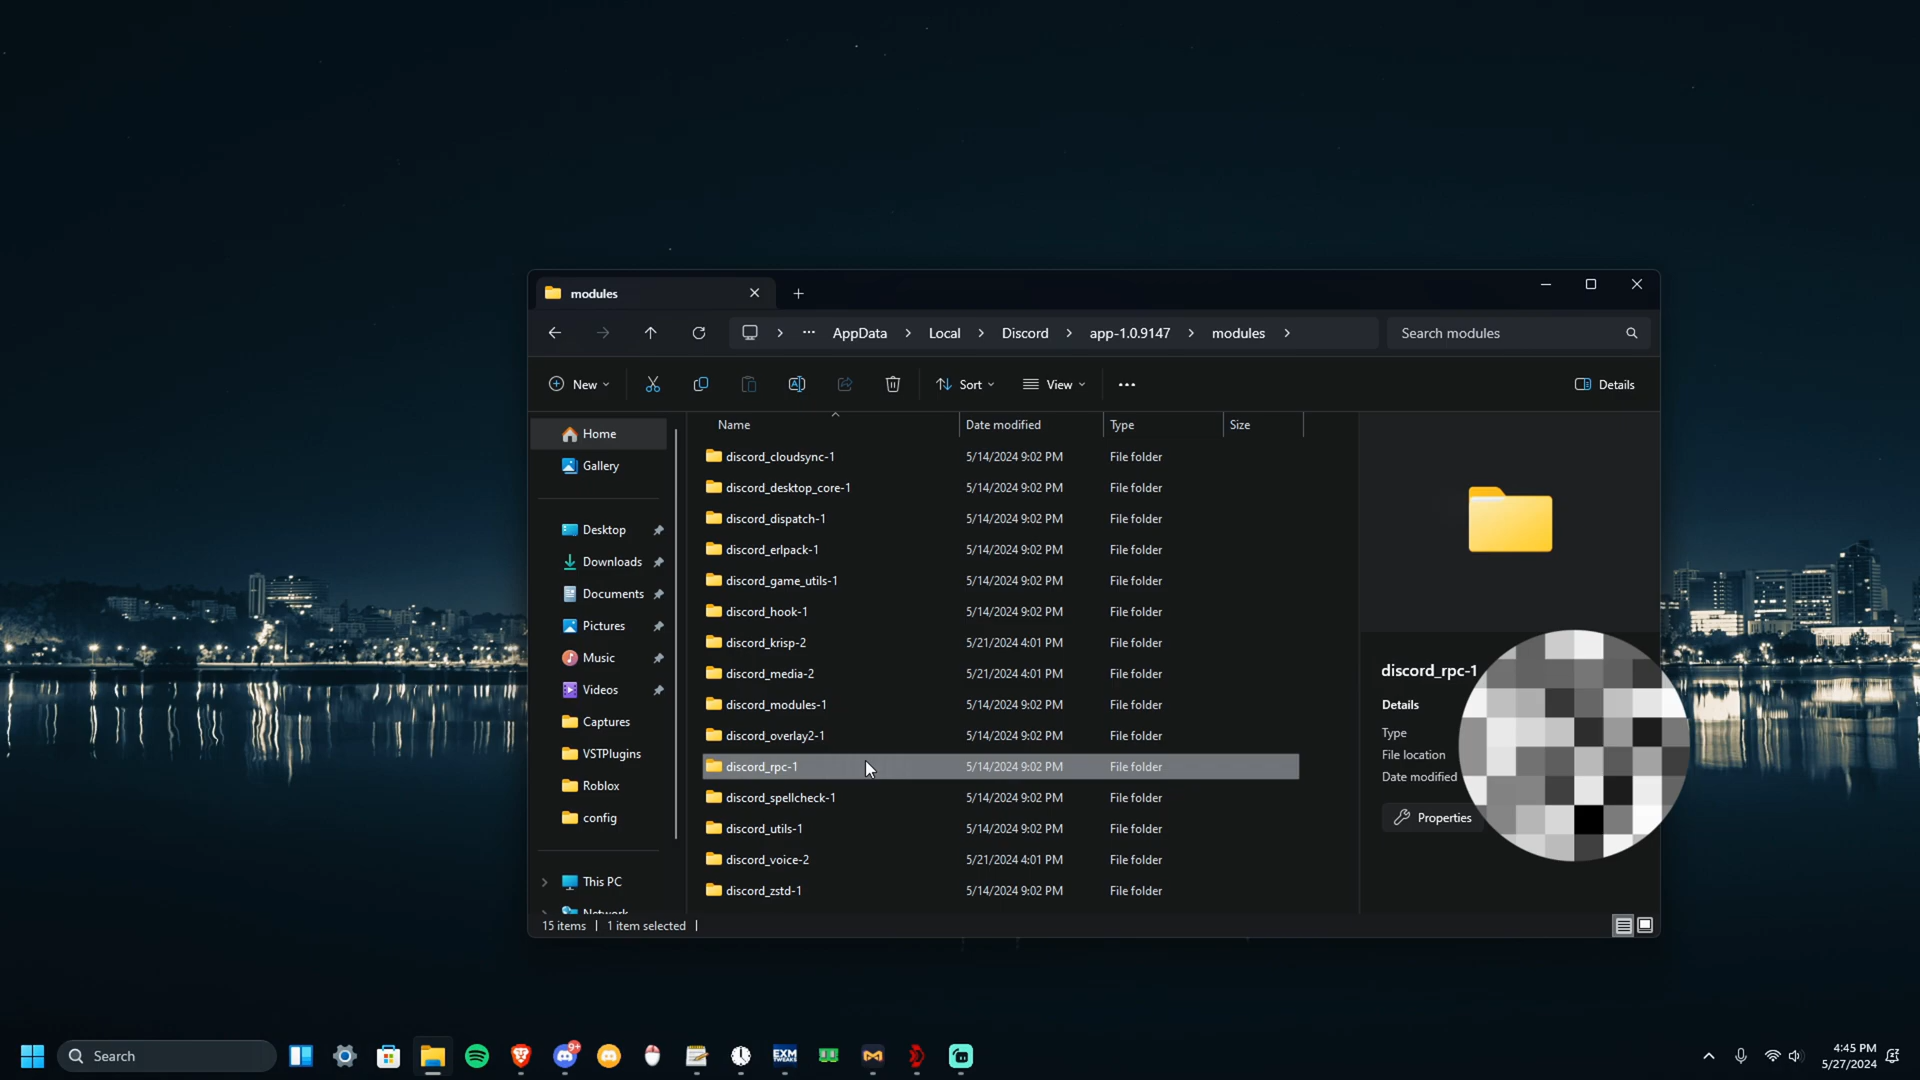 modules
AppData
Local
Discord
app-1.0.9147
modules
Search modules
New
Sort
View
Details
Name
Date modified
Type
Size
Home
Gallery
Desktop
Downloads
Documents
Pictures
Music
Videos
Captures
VSTPlugins
Roblox
config
This PC
Network
discord_cloudsync-1 5/14/2024 9:02 PM File folder
discord_desktop_core-1 5/14/2024 9:02 PM File folder
discord_dispatch-1 5/14/2024 9:02 PM File folder
discord_erlpack-1 5/14/2024 9:02 PM File folder
discord_game_utils-1 5/14/2024 9:02 PM File folder
discord_hook-1 5/14/2024 9:02 PM File folder
discord_krisp-2 5/21/2024 4:01 PM File folder
discord_media-2 5/21/2024 4:01 PM File folder
discord_modules-1 5/14/2024 9:02 PM File folder
discord_overlay2-1 5/14/2024 9:02 PM File folder
discord_rpc-1 5/14/2024 9:02 PM File folder
discord_spellcheck-1 5/14/2024 9:02 PM File folder
discord_utils-1 5/14/2024 9:02 PM File folder
discord_voice-2 5/21/2024 4:01 PM File folder
discord_zstd-1 5/14/2024 9:02 PM File folder
discord_rpc-1
Details
Type
File location
Date modified
Properties
15 items
1 item selected
Search
9+
EXM
TWEAKS
4:45 PM
5/27/2024